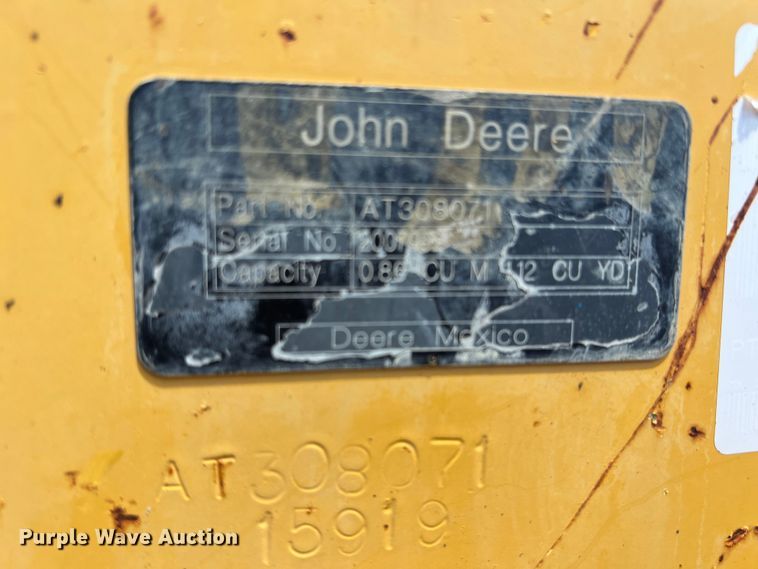 John Deere
Part No. AT308071
Serial No.
Capacity 0.86 CU M 1.12 CU YD
Deere Mexico
AT308071
15919
Purple Wave Auction